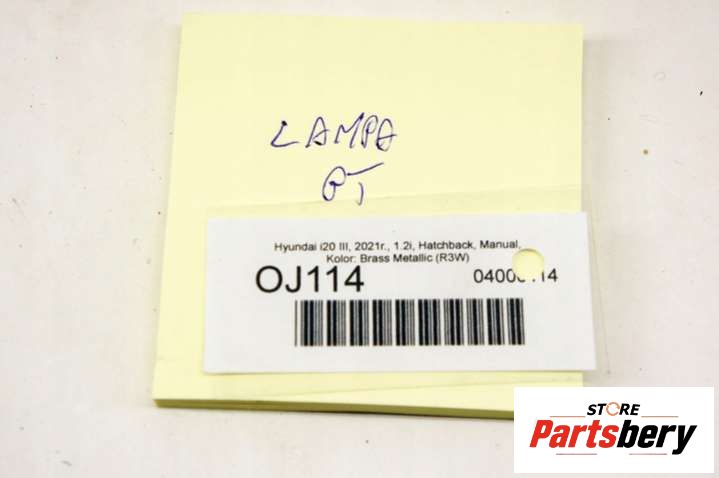 LAMPA
PT
Hyundai i20 III, 2021r., 1.2i, Hatchback, Manual,
Kolor: Brass Metallic (R3W)
OJ114
STORE
Partsbery